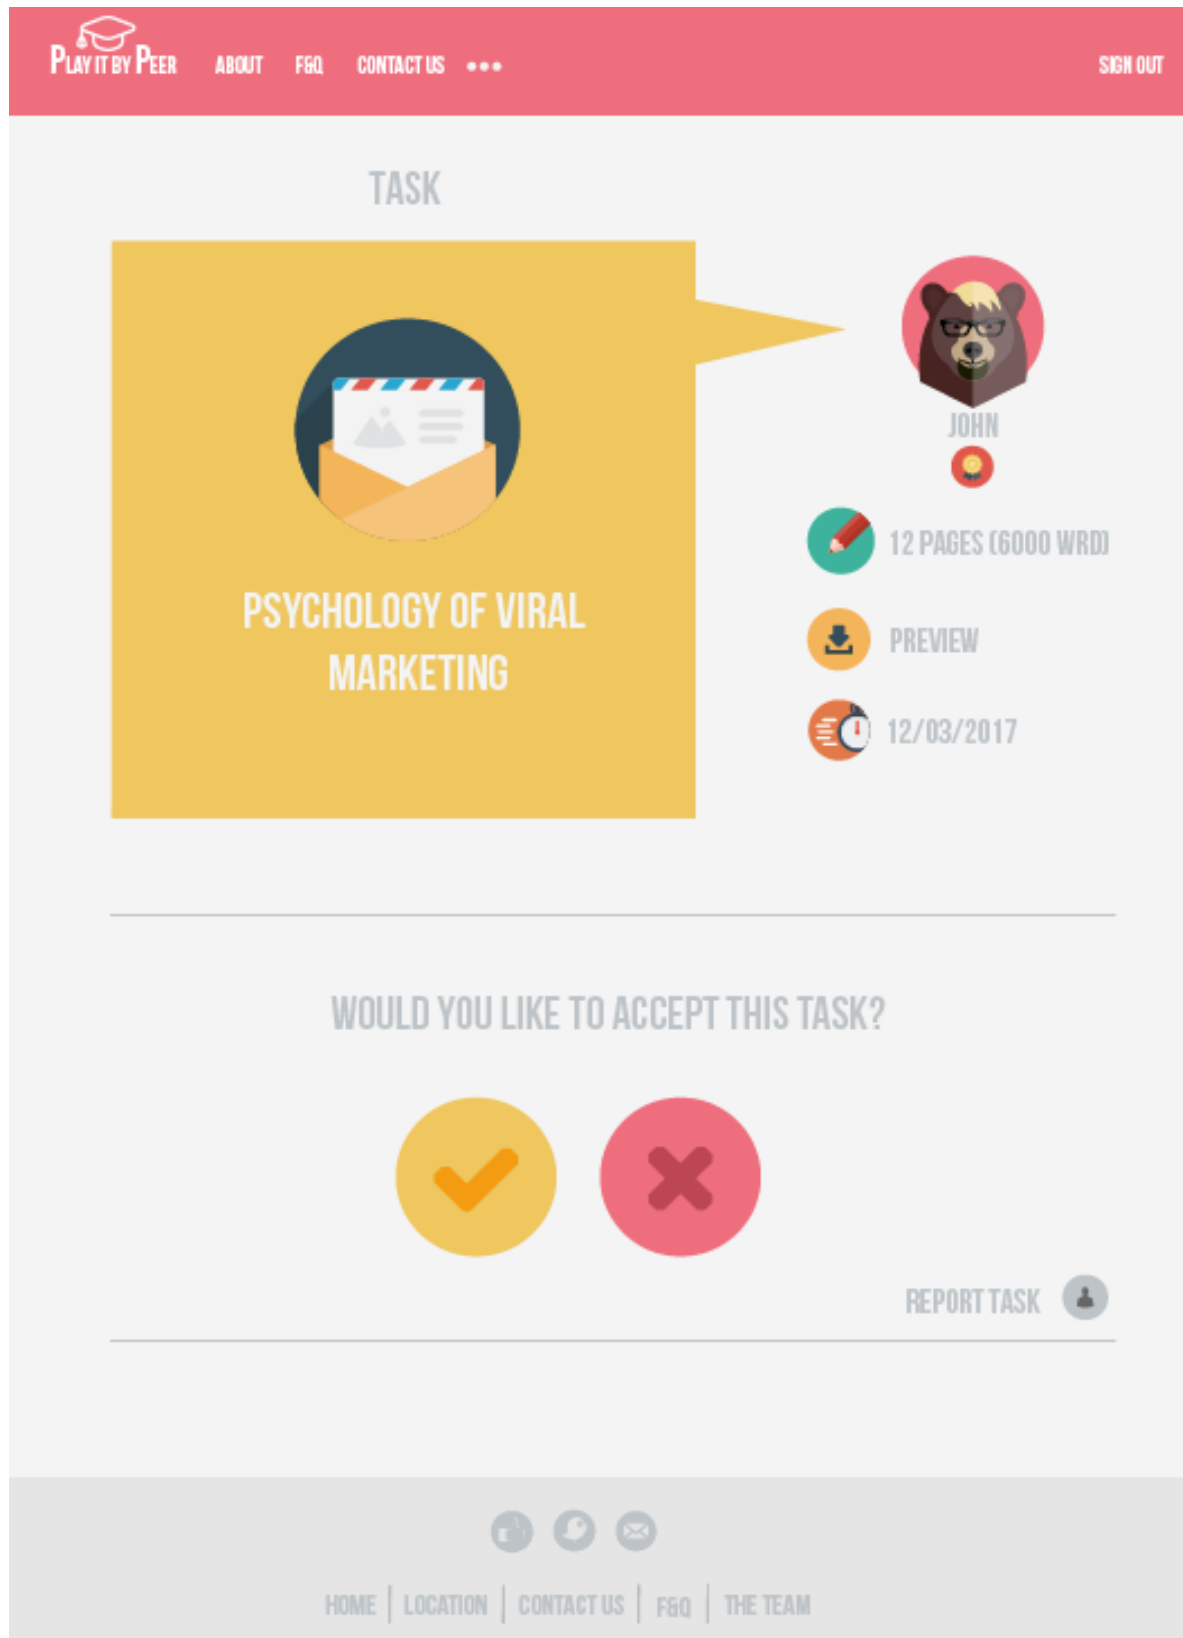 PLAY IT BY PEER
ABOUT
F&Q
CONTACT US
SIGN OUT
TASK
PSYCHOLOGY OF VIRAL
MARKETING
JOHN
12 PAGES (6000 WRD)
PREVIEW
12/03/2017
WOULD YOU LIKE TO ACCEPT THIS TASK?
REPORT TASK
HOME | LOCATION | CONTACT US | F&Q | THE TEAM